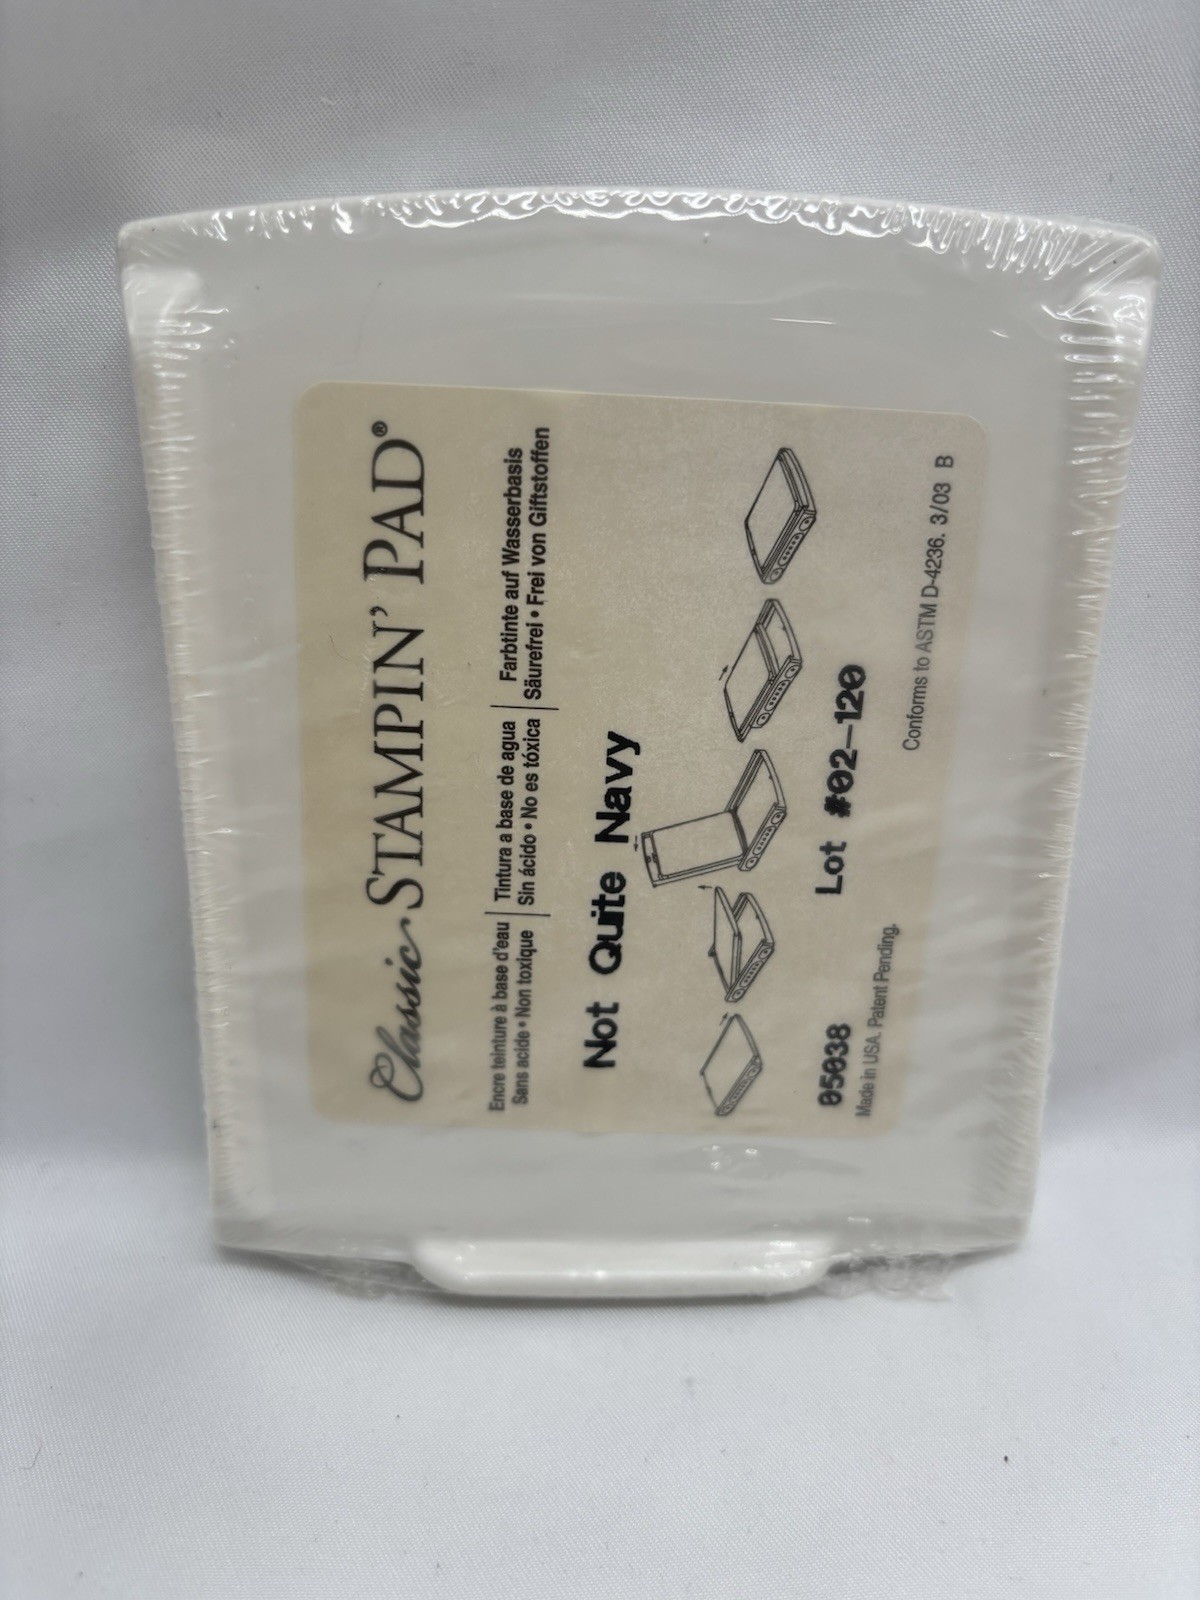 Classic STAMPIN' PAD®
Encre teinture à base d'eau
Sans acide • Non toxique
Tintura a base de agua
Sin ácido • No es tóxica
Farbtinte auf Wasserbasis
Säurefrei • Frei von Giftstoffen
Not Quite Navy
05038
Lot #02-120
Made in USA. Patent Pending.
Conforms to ASTM D-4236. 3/03 B